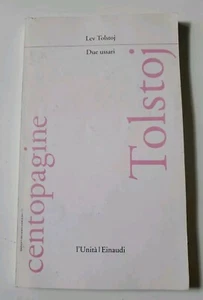 Lev Tolstoj
Due ussari
centopagine
Tolstoj
l'Unità | Einaudi